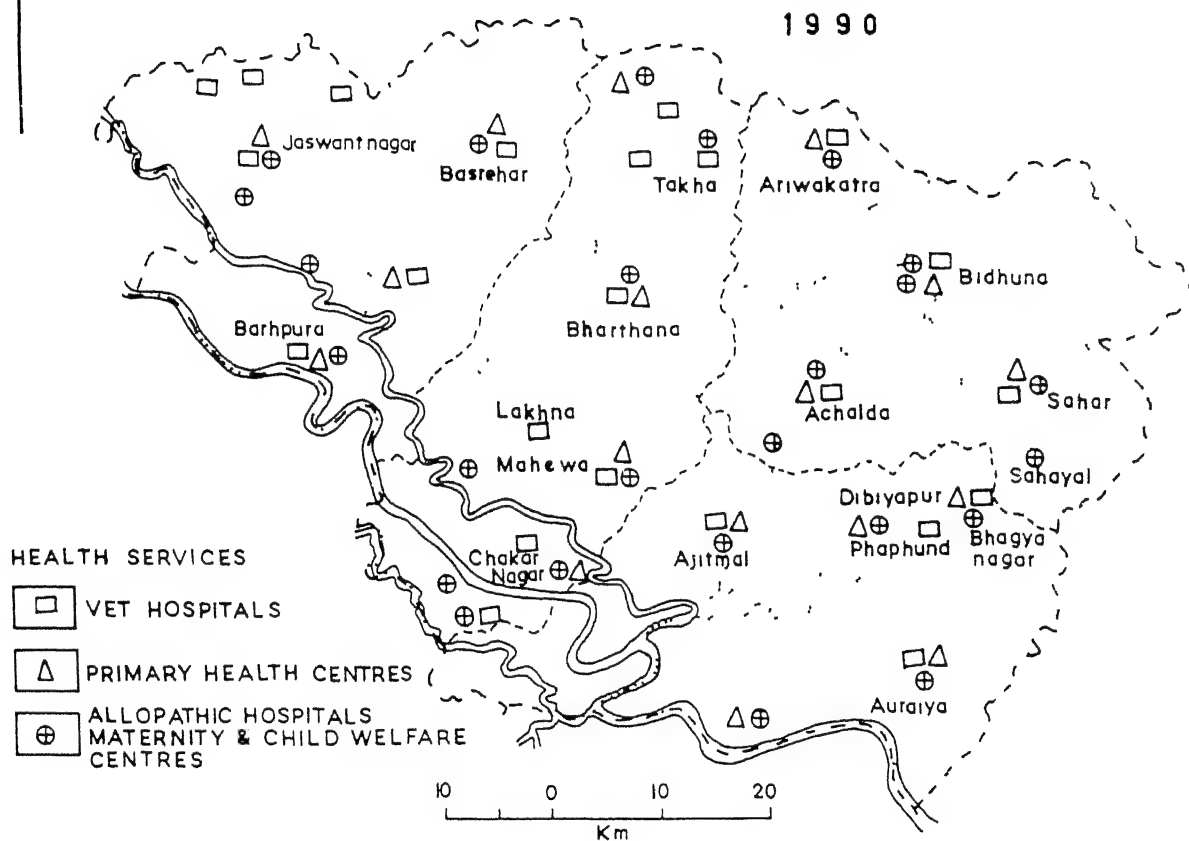 1990
Jaswantnagar
Basrehar
Takha
Ariwakatra
Bidhuna
Barhpura
Bharthana
Lakhna
Achalda
Sahar
Mahewa
Sahayal
Dibiyapur
Chakar
Nagar
Ajitmal
Phaphund
Bhagya
nagar
Auraiya
HEALTH SERVICES
VET HOSPITALS
PRIMARY HEALTH CENTRES
ALLOPATHIC HOSPITALS
MATERNITY & CHILD WELFARE
CENTRES
10 0 10 20
Km